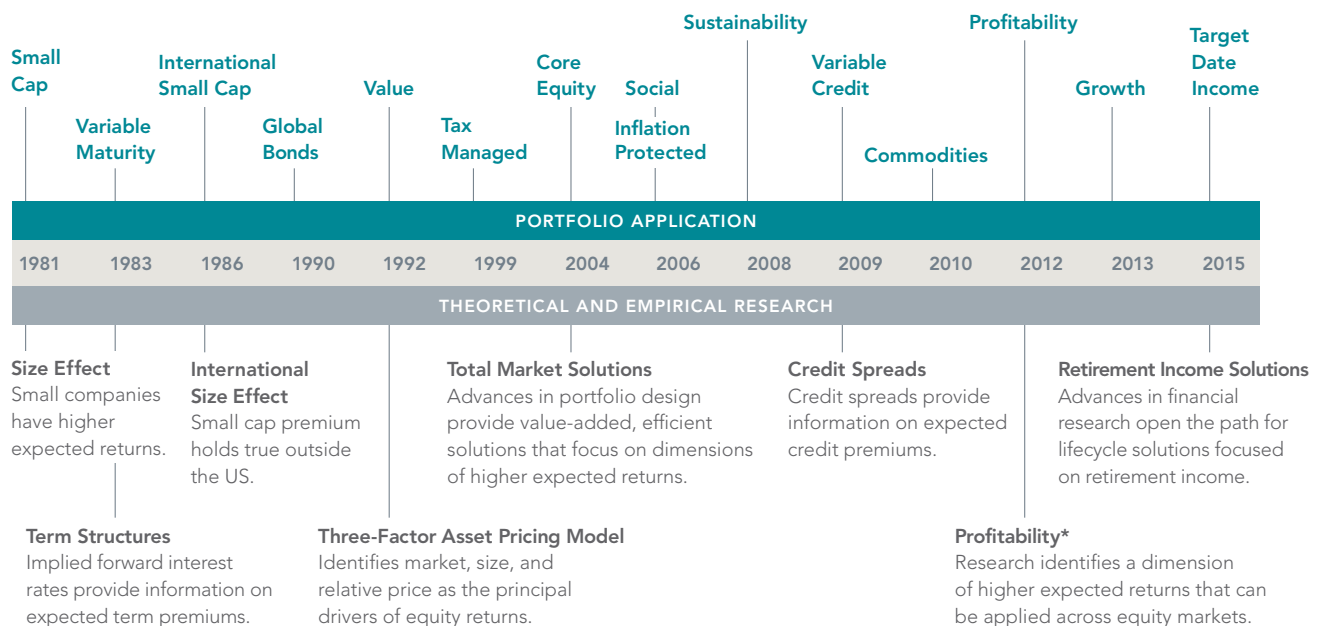 Small
Cap
Variable
Maturity
International
Small Cap
Global
Bonds
Value
Tax
Managed
Core
Equity
Social
Inflation
Protected
Sustainability
Variable
Credit
Commodities
Profitability
Growth
Target
Date
Income
PORTFOLIO APPLICATION
1981 1983 1986 1990 1992 1999 2004 2006 2008 2009 2010 2012 2013 2015
THEORETICAL AND EMPIRICAL RESEARCH
Size Effect
Small companies
have higher
expected returns.
International
Size Effect
Small cap premium
holds true outside
the US.
Total Market Solutions
Advances in portfolio design
provide value-added, efficient
solutions that focus on dimensions
of higher expected returns.
Credit Spreads
Credit spreads provide
information on expected
credit premiums.
Retirement Income Solutions
Advances in financial
research open the path for
lifecycle solutions focused
on retirement income.
Term Structures
Implied forward interest
rates provide information on
expected term premiums.
Three-Factor Asset Pricing Model
Identifies market, size, and
relative price as the principal
drivers of equity returns.
Profitability*
Research identifies a dimension
of higher expected returns that can
be applied across equity markets.